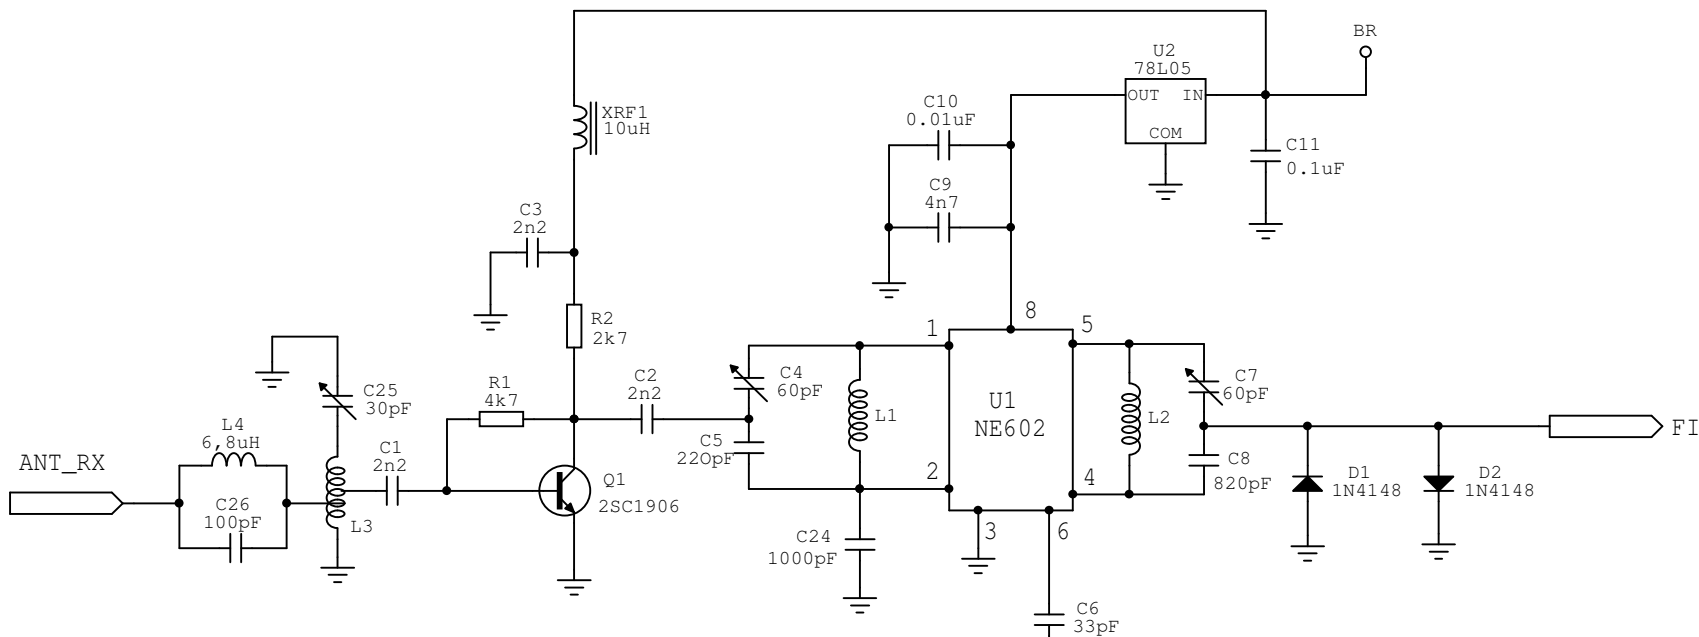 BR
U2
78L05
OUT IN
COM
XRF1
10uH
C10
0.01uF
C11
0.1uF
C9
4n7
C3
2n2
R2
2k7
8
1
5
C25
30pF
R1
4k7
C2
2n2
C4
60pF
L1
U1
NE602
L2
C7
60pF
FI
L4
6,8uH
C1
2n2
C5
220pF
ANT_RX
2
4
C8
820pF
D1
1N4148
D2
1N4148
Q1
2SC1906
C26
100pF
L3
C24
1000pF
3
6
C6
33pF